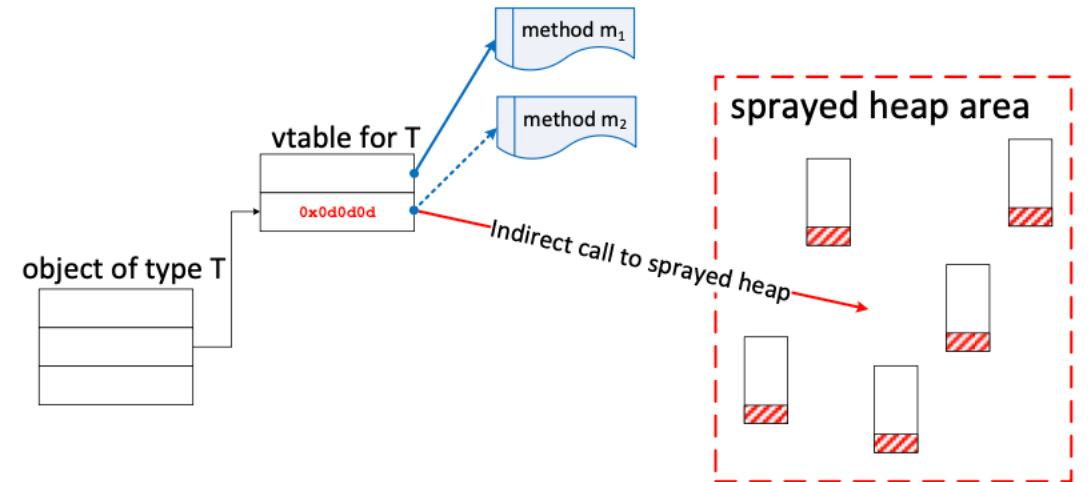 method m₁
method m₂
sprayed heap area
vtable for T
0x0d0d0d
Indirect call to sprayed heap
object of type T